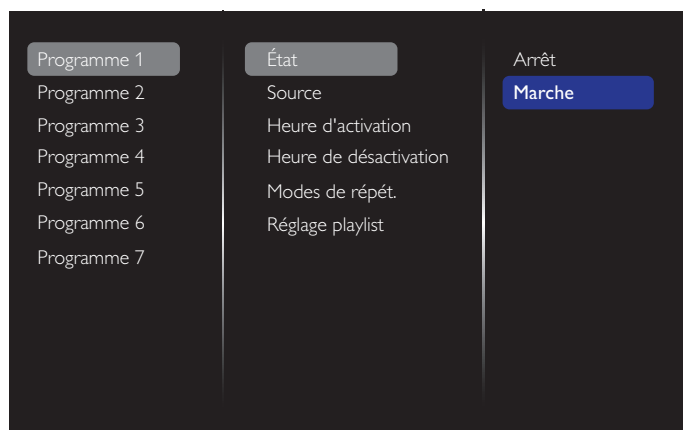 Programme 1
Programme 2
Programme 3
Programme 4
Programme 5
Programme 6
Programme 7
État
Source
Heure d'activation
Heure de désactivation
Modes de répét.
Réglage playlist
Arrêt
Marche